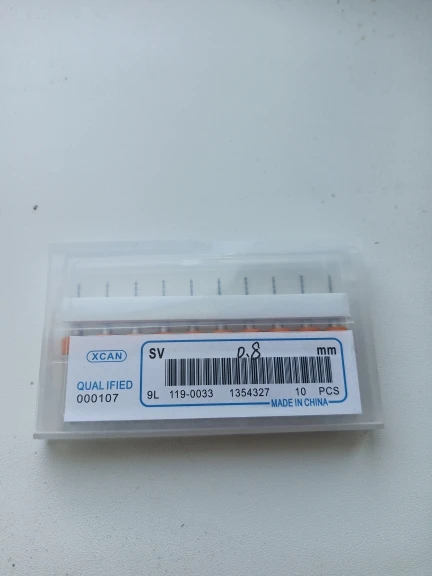 XCAN
QUALIFIED
000107
SV 0.8 mm
9L 119-0033 1354327 10 PCS
MADE IN CHINA